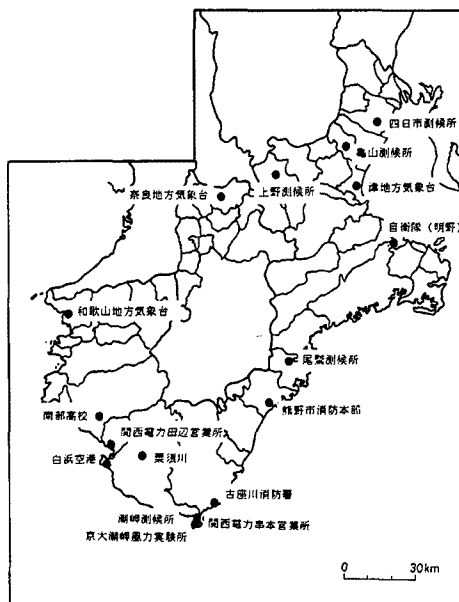 四日市測候所
亀山測候所
上野測候所
津地方気象台
奈良地方気象台
自衛隊(明野)
和歌山地方気象台
尾鷲測候所
南部高校
熊野市消防本部
関西電力田辺営業所
白浜空港
栗須川
古座川消防署
潮岬測候所
関西電力串本営業所
京大潮岬風力実験所
0 30km